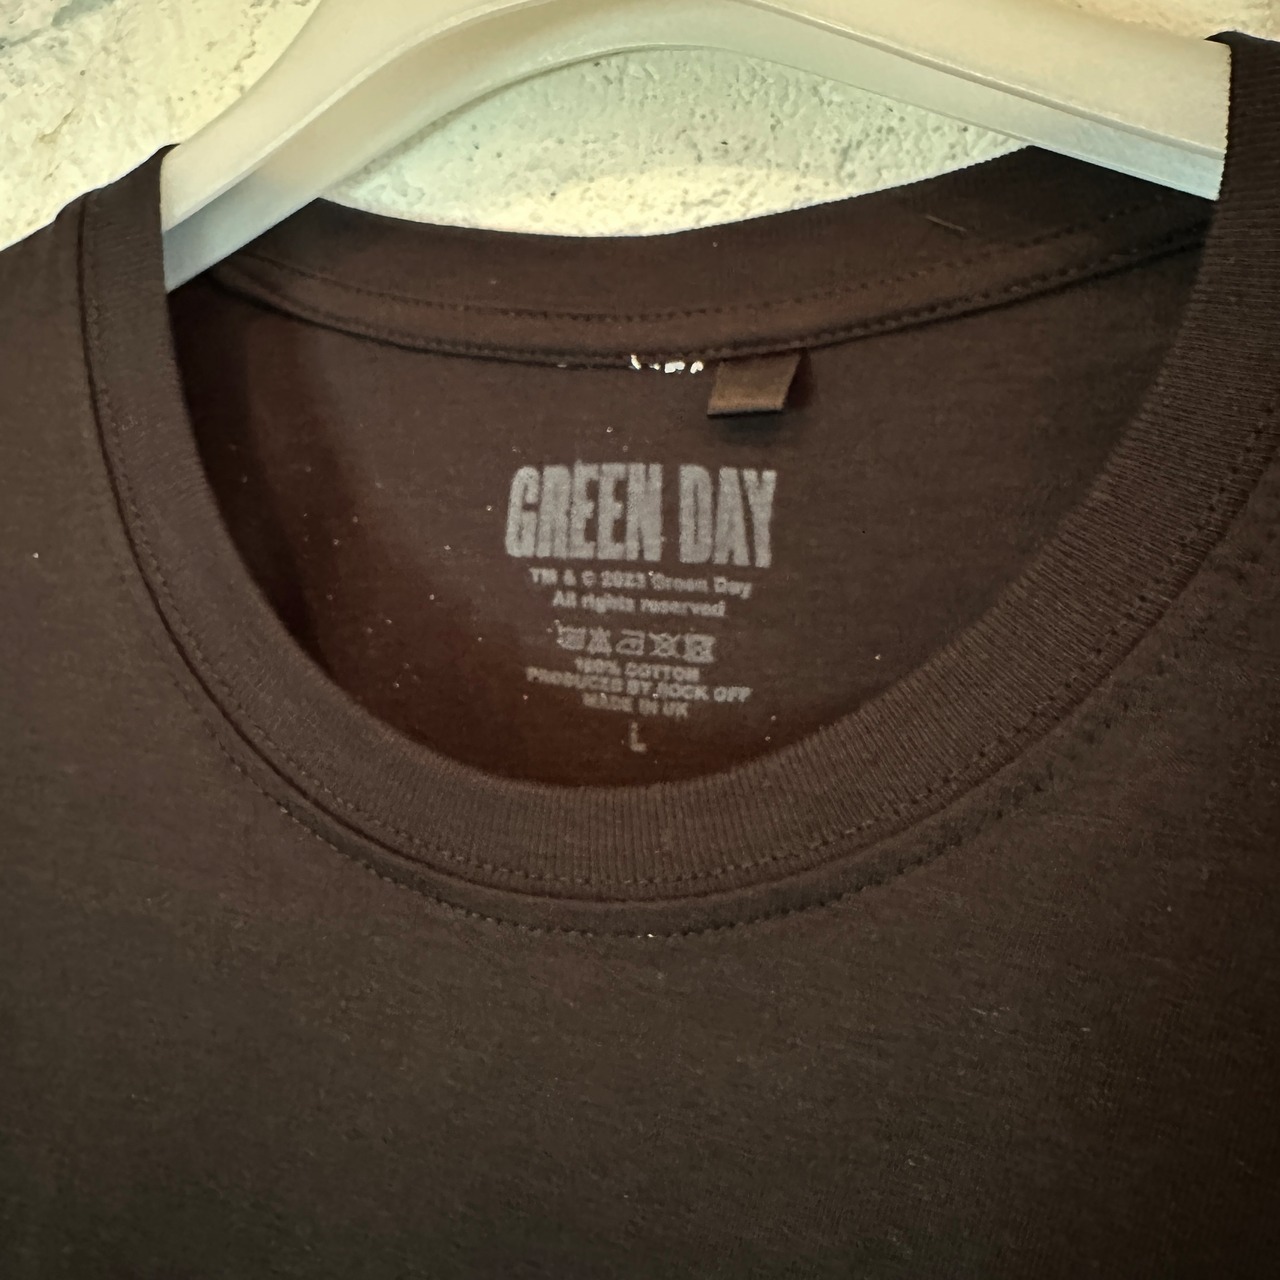 GREEN DAY
TM & © 2023 Green Day
All rights reserved
100% COTTON
PRODUCED BY ROCK OFF
MADE IN UK
L